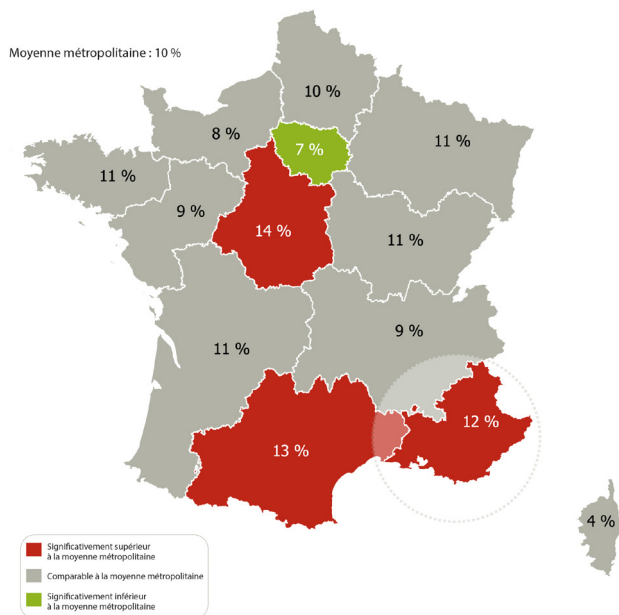 Moyenne métropolitaine : 10 %
10 %
8 %
7 %
11 %
11 %
9 %
14 %
11 %
11 %
9 %
13 %
12 %
4 %
Significativement supérieur
à la moyenne métropolitaine
Comparable à la moyenne métropolitaine
Significativement inférieur
à la moyenne métropolitaine